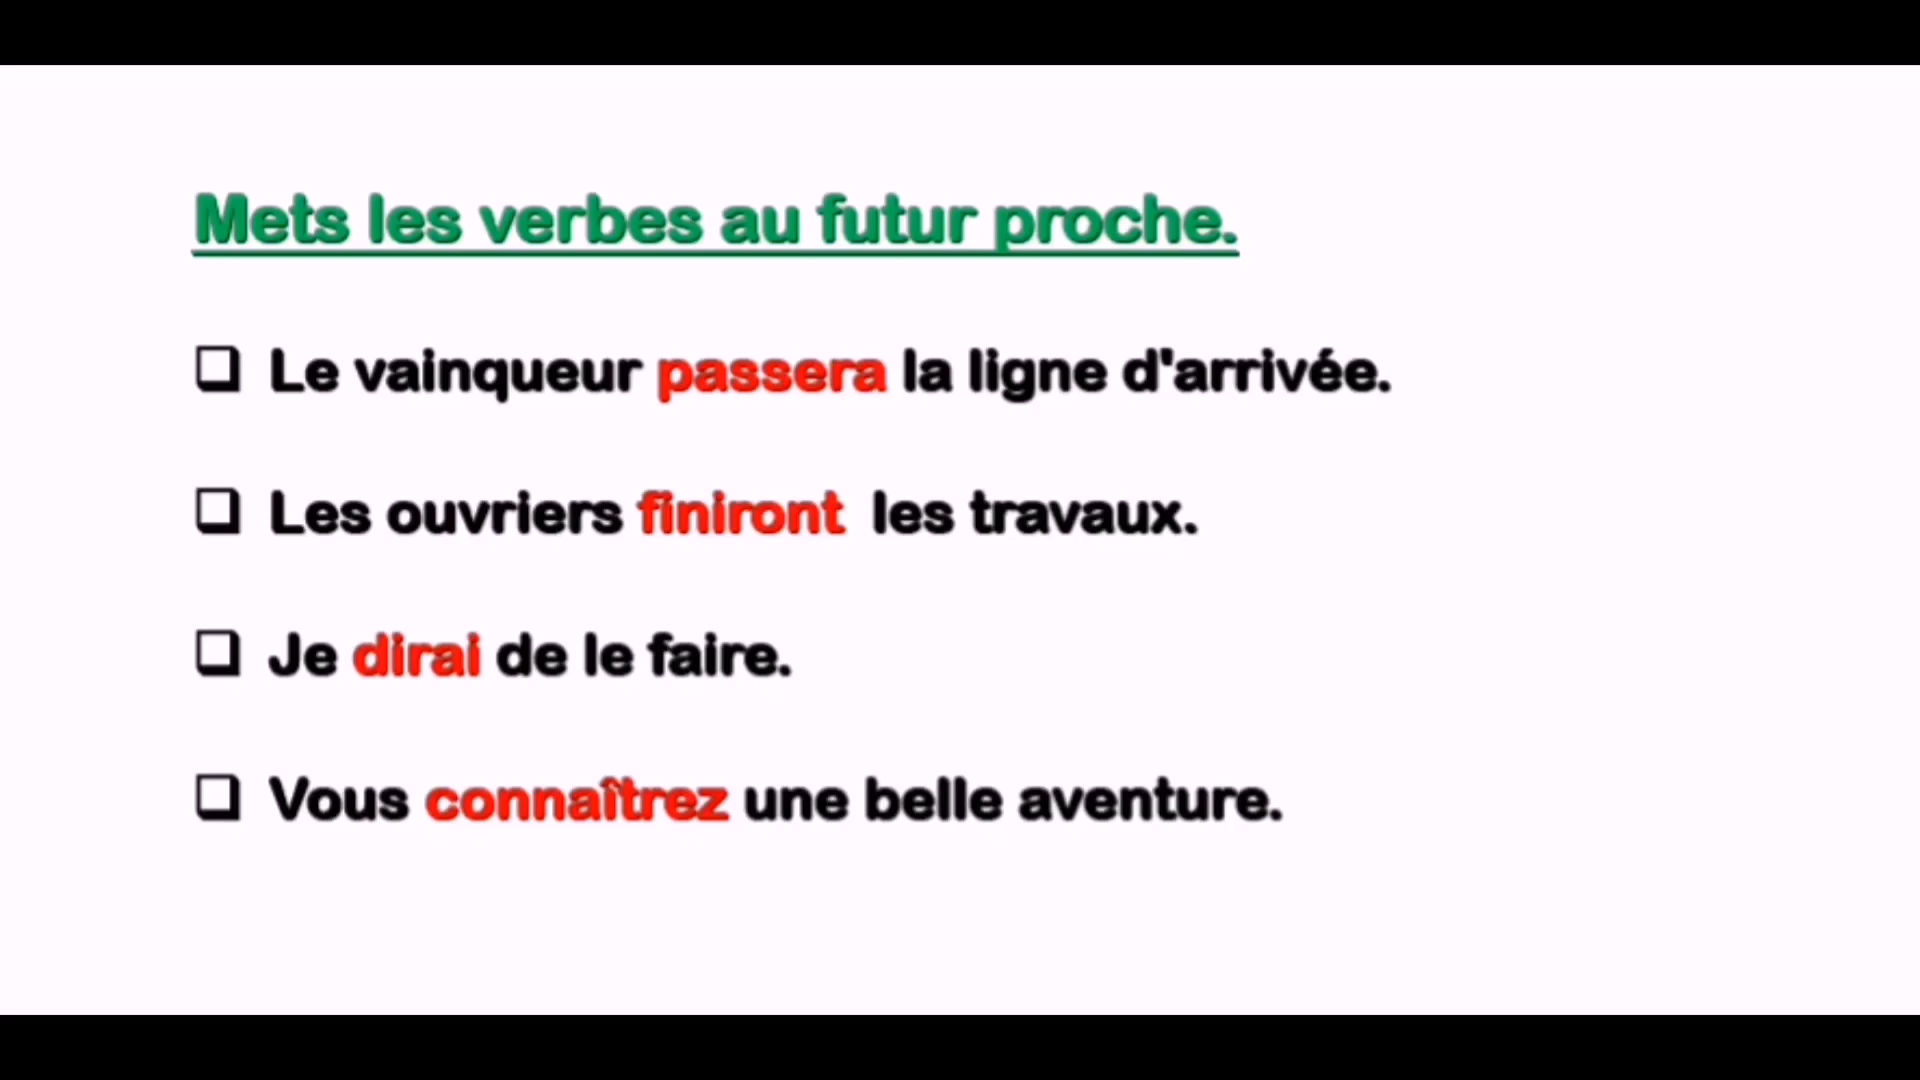 Mets les verbes au futur proche.
❑ Le vainqueur passera la ligne d'arrivée.
❑ Les ouvriers finiront les travaux.
❑ Je dirai de le faire.
❑ Vous connaîtrez une belle aventure.